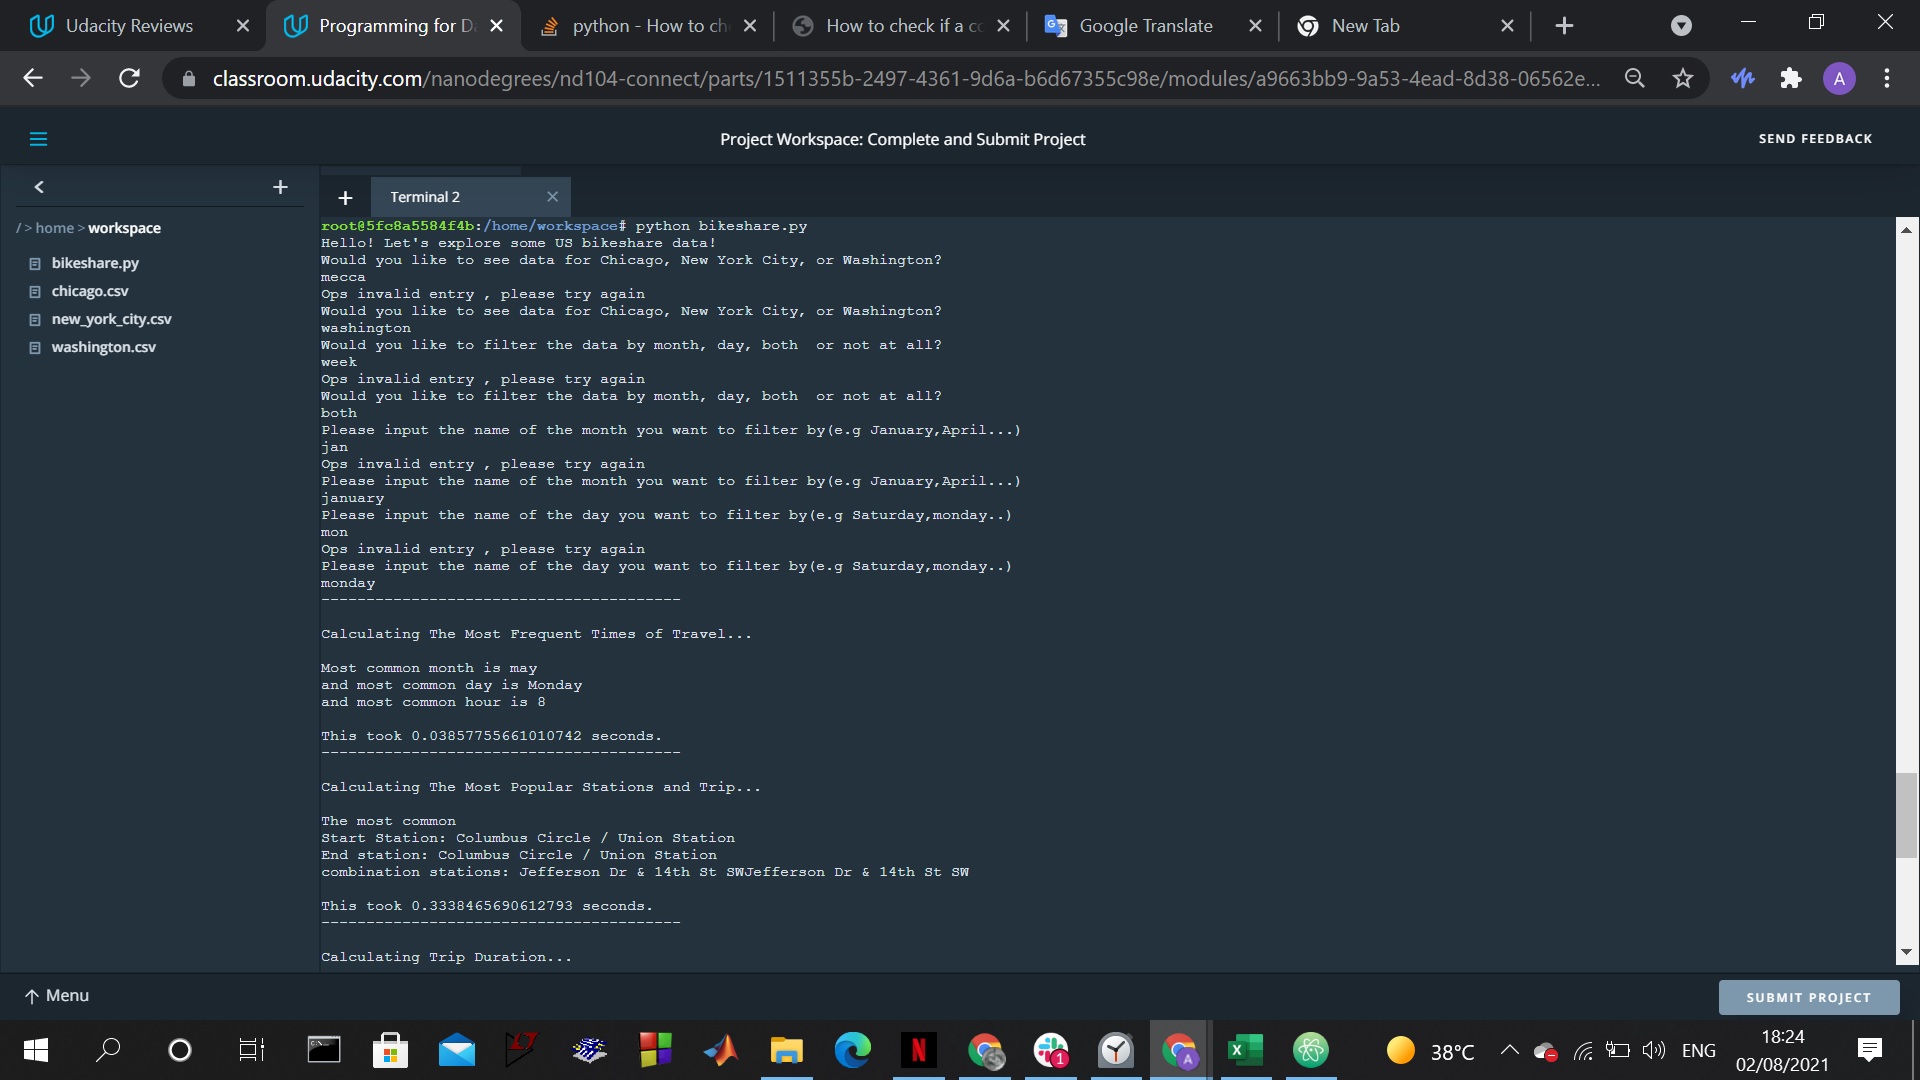 Udacity Reviews
Programming for D
python - How to ch
How to check if a co
Google Translate
New Tab
classroom.udacity.com/nanodegrees/nd104-connect/parts/1511355b-2497-4361-9d6a-b6d67355c98e/modules/a9663bb9-9a53-4ead-8d38-06562e...
A
Project Workspace: Complete and Submit Project
SEND FEEDBACK
/ > home > workspace
bikeshare.py
chicago.csv
new_york_city.csv
washington.csv
Terminal 2
root@5fc8a5584f4b:/home/workspace# python bikeshare.py
Hello! Let's explore some US bikeshare data!
Would you like to see data for Chicago, New York City, or Washington?
mecca
Ops invalid entry , please try again
Would you like to see data for Chicago, New York City, or Washington?
washington
Would you like to filter the data by month, day, both  or not at all?
week
Ops invalid entry , please try again
Would you like to filter the data by month, day, both  or not at all?
both
Please input the name of the month you want to filter by(e.g January,April...)
jan
Ops invalid entry , please try again
Please input the name of the month you want to filter by(e.g January,April...)
january
Please input the name of the day you want to filter by(e.g Saturday,monday..)
mon
Ops invalid entry , please try again
Please input the name of the day you want to filter by(e.g Saturday,monday..)
monday
----------------------------------------
Calculating The Most Frequent Times of Travel...
Most common month is may
and most common day is Monday
and most common hour is 8
This took 0.03857755661010742 seconds.
----------------------------------------
Calculating The Most Popular Stations and Trip...
The most common
Start Station: Columbus Circle / Union Station
End station: Columbus Circle / Union Station
combination stations: Jefferson Dr & 14th St SWJefferson Dr & 14th St SW
This took 0.3338465690612793 seconds.
----------------------------------------
Calculating Trip Duration...
Menu
SUBMIT PROJECT
38°C
ENG
18:24
02/08/2021